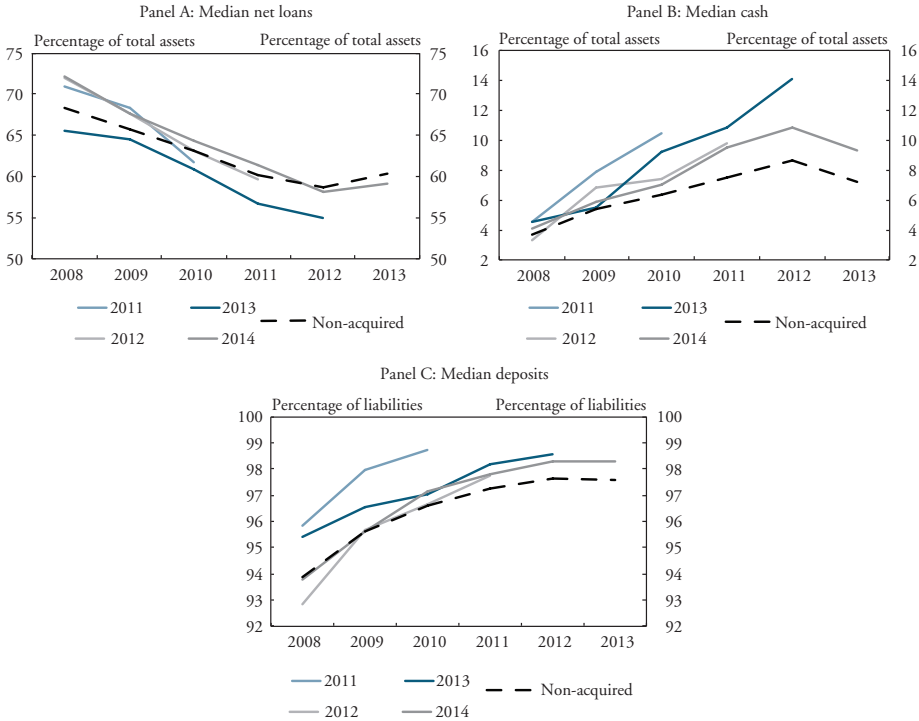 Panel A: Median net loans
Percentage of total assets Percentage of total assets
75 75
70 70
65 65
60 60
55 55
50 50
2008 2009 2010 2011 2012 2013
2011 2013
Non-acquired
2012 2014
Panel B: Median cash
Percentage of total assets Percentage of total assets
16 16
14 14
12 12
10 10
8 8
6 6
4 4
2 2
2008 2009 2010 2011 2012 2013
2011 2013
Non-acquired
2012 2014
Panel C: Median deposits
Percentage of liabilities Percentage of liabilities
100 100
99 99
98 98
97 97
96 96
95 95
94 94
93 93
92 92
2008 2009 2010 2011 2012 2013
2011 2013
Non-acquired
2012 2014